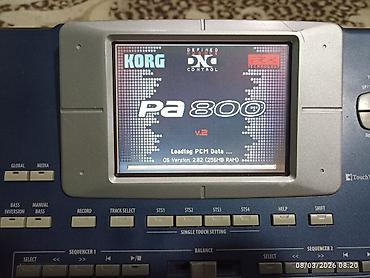 KORG
DEFINED
DNC
CONTROL
RX
Pa800
v.2
Loading PCM Data ...
OS Version: 2.02 (256MB RAM)
GLOBAL
MEDIA
BASS INVERSION
MANUAL BASS
RECORD
TRACK SELECT
STS1
STS2
STS3
STS4
HELP
SHIFT
SINGLE TOUCH SETTING
SEQUENCER 1
BALANCE
SEQUENCER 2
SELECT
SELECT
08/03/2026 08:20